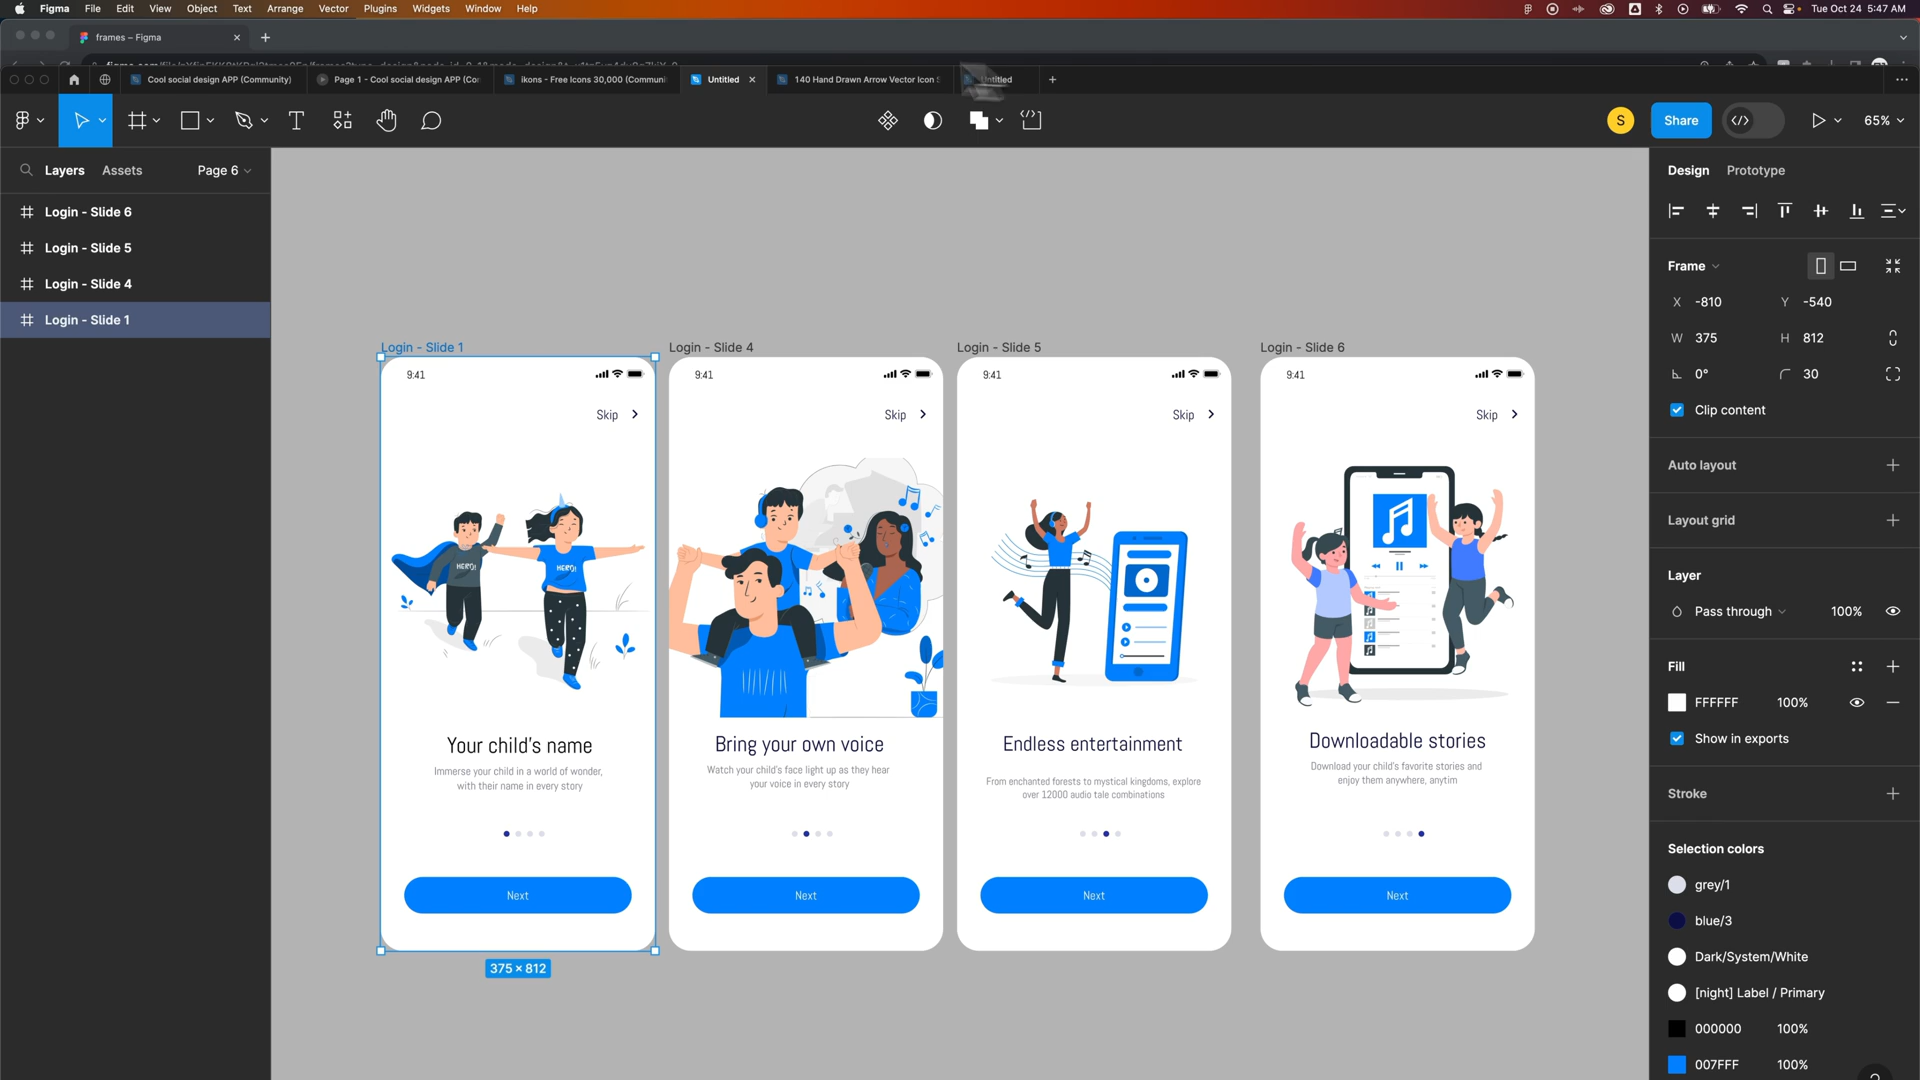 Figma File Edit View Object Text Arrange Vector Plugins Widgets Window Help
Tue Oct 24 5:47 AM
frames – Figma
Cool social design APP (Community)
Page 1 - Cool social design APP (Cor
ikons - Free Icons 30,000 (Communi
Untitled
140 Hand Drawn Arrow Vector Icon S
Untitled
S
Share
65%
Layers Assets Page 6
Login - Slide 6
Login - Slide 5
Login - Slide 4
Login - Slide 1
Login - Slide 1
9:41
Skip
HERO!
HERO!
Your child's name
Immerse your child in a world of wonder,
with their name in every story
Next
375 × 812
Login - Slide 4
9:41
Skip
Bring your own voice
Watch your child's face light up as they hear
your voice in every story
Next
Login - Slide 5
9:41
Skip
Endless entertainment
From enchanted forests to mystical kingdoms, explore
over 12000 audio tale combinations
Next
Login - Slide 6
9:41
Skip
Downloadable stories
Download your child's favorite stories and
enjoy them anywhere, anytim
Next
Design Prototype
Frame
X -810 Y -540
W 375 H 812
0° 30
Clip content
Auto layout
Layout grid
Layer
Pass through 100%
Fill
FFFFFF 100%
Show in exports
Stroke
Selection colors
grey/1
blue/3
Dark/System/White
[night] Label / Primary
000000 100%
007FFF 100%